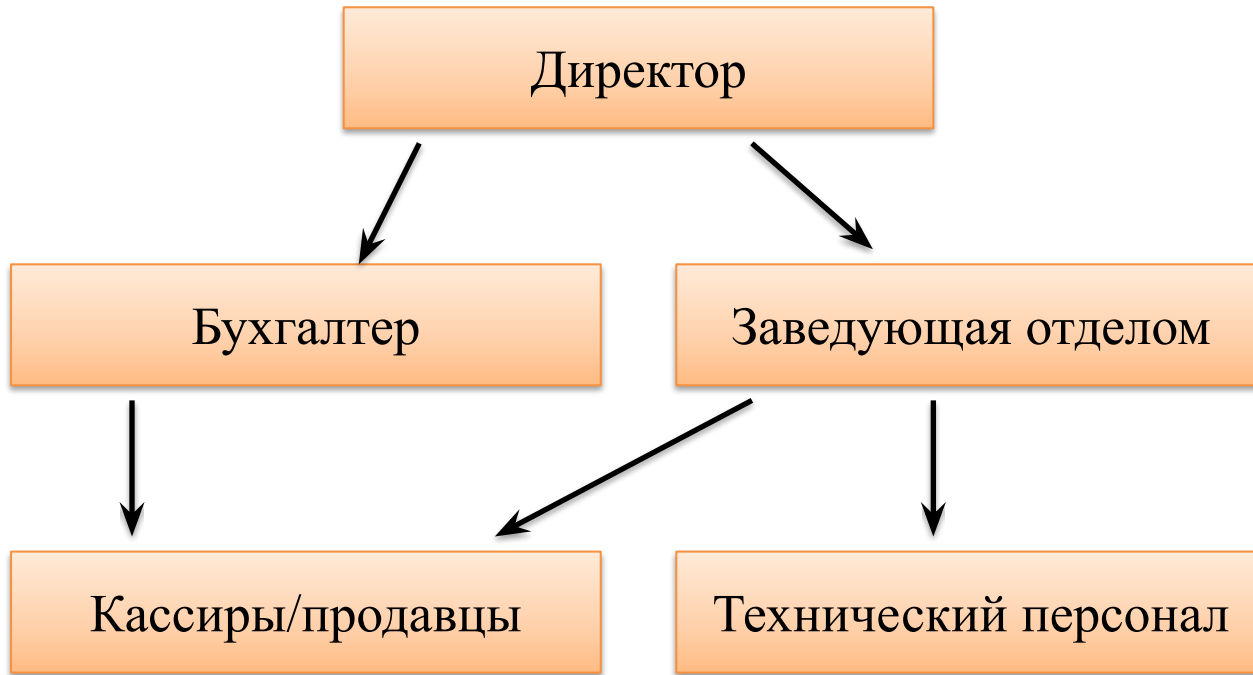 Директор
Бухгалтер
Заведующая отделом
Кассиры/продавцы
Технический персонал